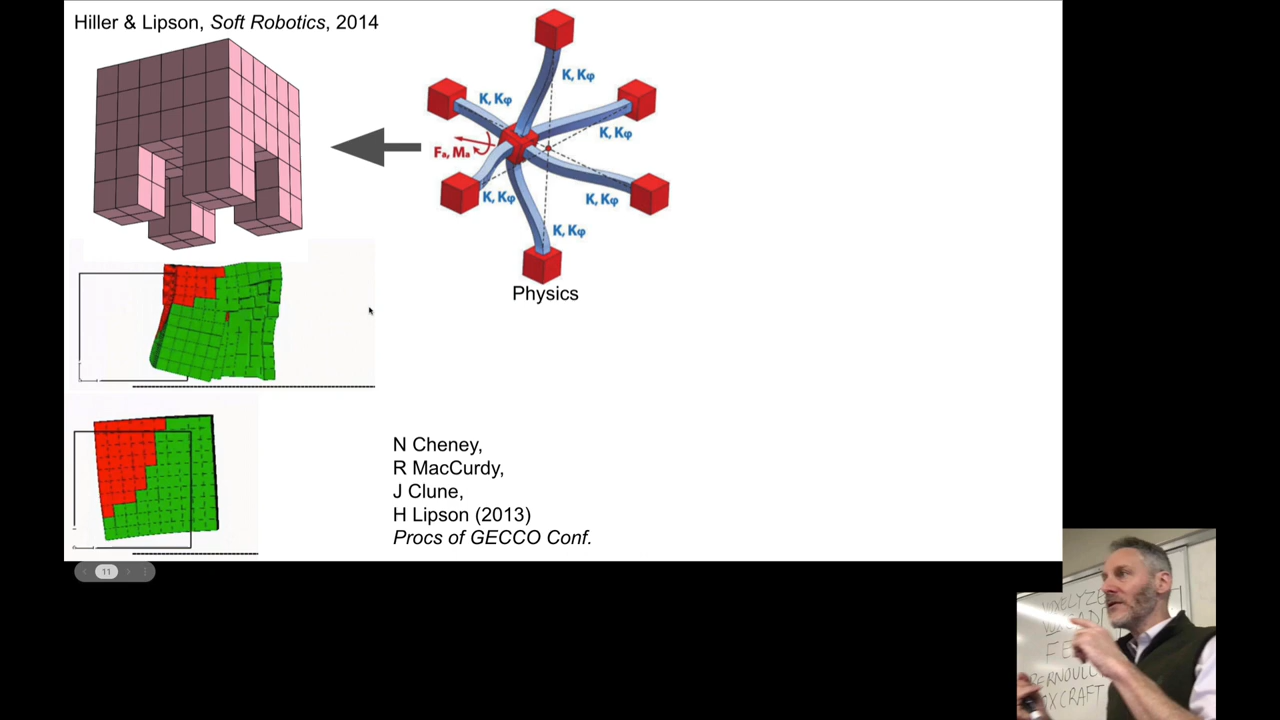 Hiller & Lipson, Soft Robotics, 2014
K, Kφ
K, Kφ
K, Kφ
Fₐ, Mₐ
K, Kφ
K, Kφ
K, Kφ
Physics
N Cheney,
R MacCurdy,
J Clune,
H Lipson (2013)
Procs of GECCO Conf.
11